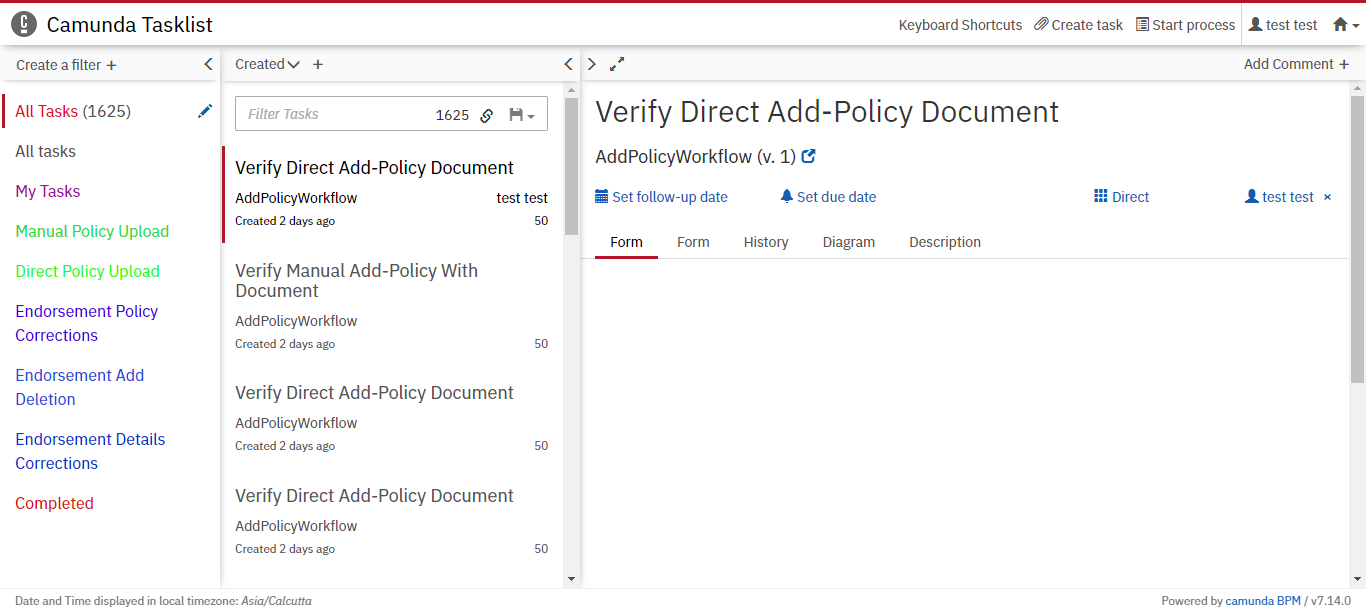 Camunda Tasklist
Keyboard Shortcuts Create task Start process test test
Create a filter +
Created +
Add Comment +
All Tasks (1625)
All tasks
My Tasks
Manual Policy Upload
Direct Policy Upload
Endorsement Policy
Corrections
Endorsement Add
Deletion
Endorsement Details
Corrections
Completed
Filter Tasks 1625
Verify Direct Add-Policy Document
AddPolicyWorkflow test test
Created 2 days ago 50
Verify Manual Add-Policy With
Document
AddPolicyWorkflow
Created 2 days ago 50
Verify Direct Add-Policy Document
AddPolicyWorkflow
Created 2 days ago 50
Verify Direct Add-Policy Document
AddPolicyWorkflow
Created 2 days ago 50
Verify Direct Add-Policy Document
AddPolicyWorkflow (v. 1)
Set follow-up date Set due date Direct test test ×
Form Form History Diagram Description
Date and Time displayed in local timezone: Asia/Calcutta
Powered by camunda BPM / v7.14.0